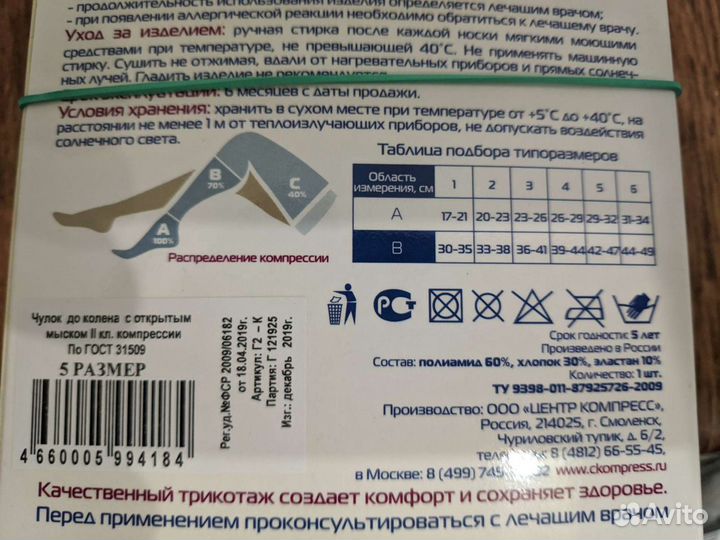 - продолжительность использования изделия определяется лечащим врачом;
- при появлении аллергической реакции необходимо обратиться к лечащему врачу.
Уход за изделием: ручная стирка после каждой носки мягкими моющими
средствами при температуре, не превышающей 40°С. Не применять машинную
стирку. Сушить не отжимая, вдали от нагревательных приборов и прямых солнеч-
ных лучей. Гладить изделие не рекомендуется.
эксплуатации: 6 месяцев с даты продажи.
Условия хранения: хранить в сухом месте при температуре от +5°С до +40°С, на
расстоянии не менее 1 м от теплоизлучающих приборов, не допускать воздействия
солнечного света.
B
70%
C
40%
A
100%
Распределение компрессии
Таблица подбора типоразмеров
Область измерения, см 1 2 3 4 5 6
A 17-21 20-23 23-26 26-29 29-32 31-34
B 30-35 33-38 36-41 39-44 42-47 44-49
РСТ
Чулок до колена с открытым
мыском II кл. компрессии
По ГОСТ 31509
5 РАЗМЕР
4 660005 994184
Рег.уд.№ФСР 2009/06182
от 18.04.2019г.
Артикул: Г2 – К
Партия: Г 121925
Изг.: декабрь 2019г.
Срок годности: 5 лет
Произведено в России
Состав: полиамид 60%, хлопок 30%, эластан 10%
Количество: 1 шт.
ТУ 9398-011-87925726-2009
Производство: ООО «ЦЕНТР КОМПРЕСС»,
Россия, 214025, г. Смоленск,
Чуриловский тупик, д. 6/2,
8 (4812) 66-55-45,
в Москве: 8 (499) www.ckompress.ru
Качественный трикотаж создает комфорт и сохраняет здоровье.
Перед применением проконсультироваться с лечащим врачом
Avito